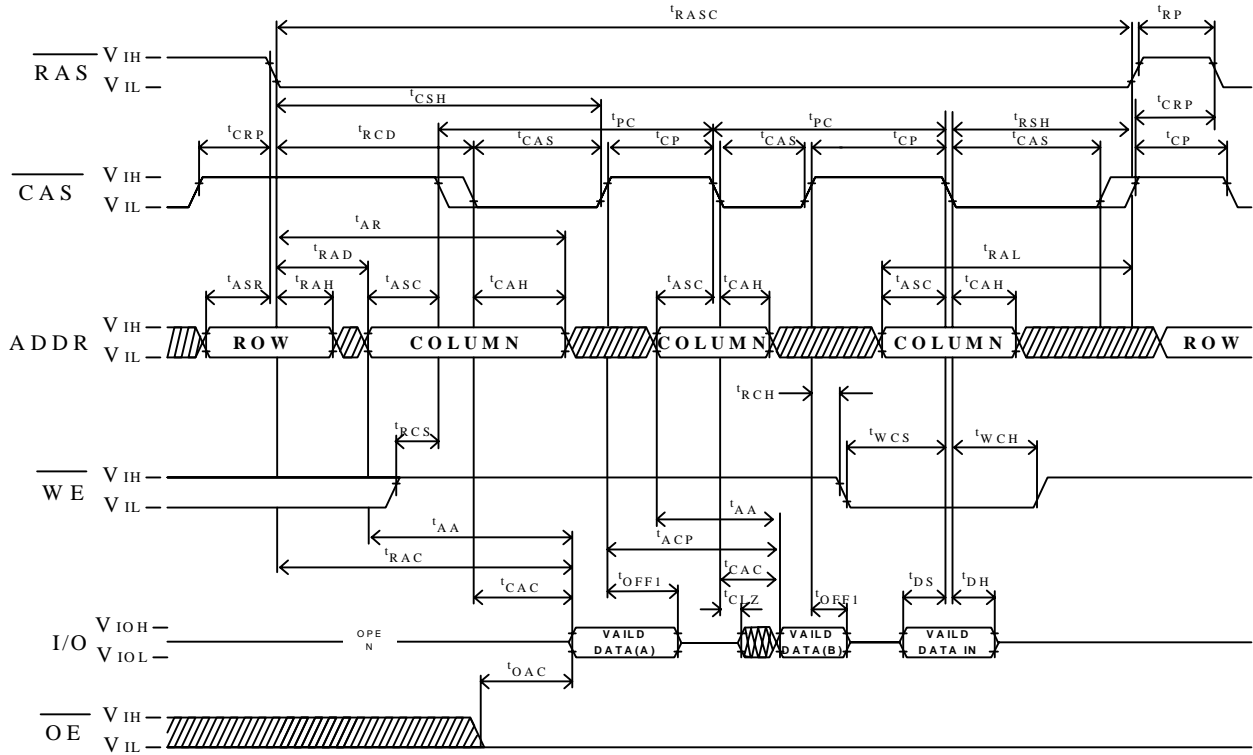 tRASC
tRP
RAS
VIH
VIL
tCSH
tCRP
tCRP
tRCD
tPC
tPC
tRSH
tCAS
tCP
tCAS
tCP
tCAS
tCP
CAS
VIH
VIL
tAR
tRAD
tRAL
tASR
tRAH
tASC
tCAH
tASC
tCAH
tASC
tCAH
ADDR
VIH
VIL
ROW
COLUMN
COLUMN
COLUMN
ROW
tRCH
tRCS
tWCS
tWCH
WE
VIH
VIL
tAA
tAA
tRAC
tACP
tCAC
tOFF1
tCAC
tCLZ
tOFF1
tDS
tDH
I/O
VIOH
VIOL
OPE
N
VAILD
DATA(A)
VAILD
DATA(B)
VAILD
DATA IN
tOAC
OE
VIH
VIL